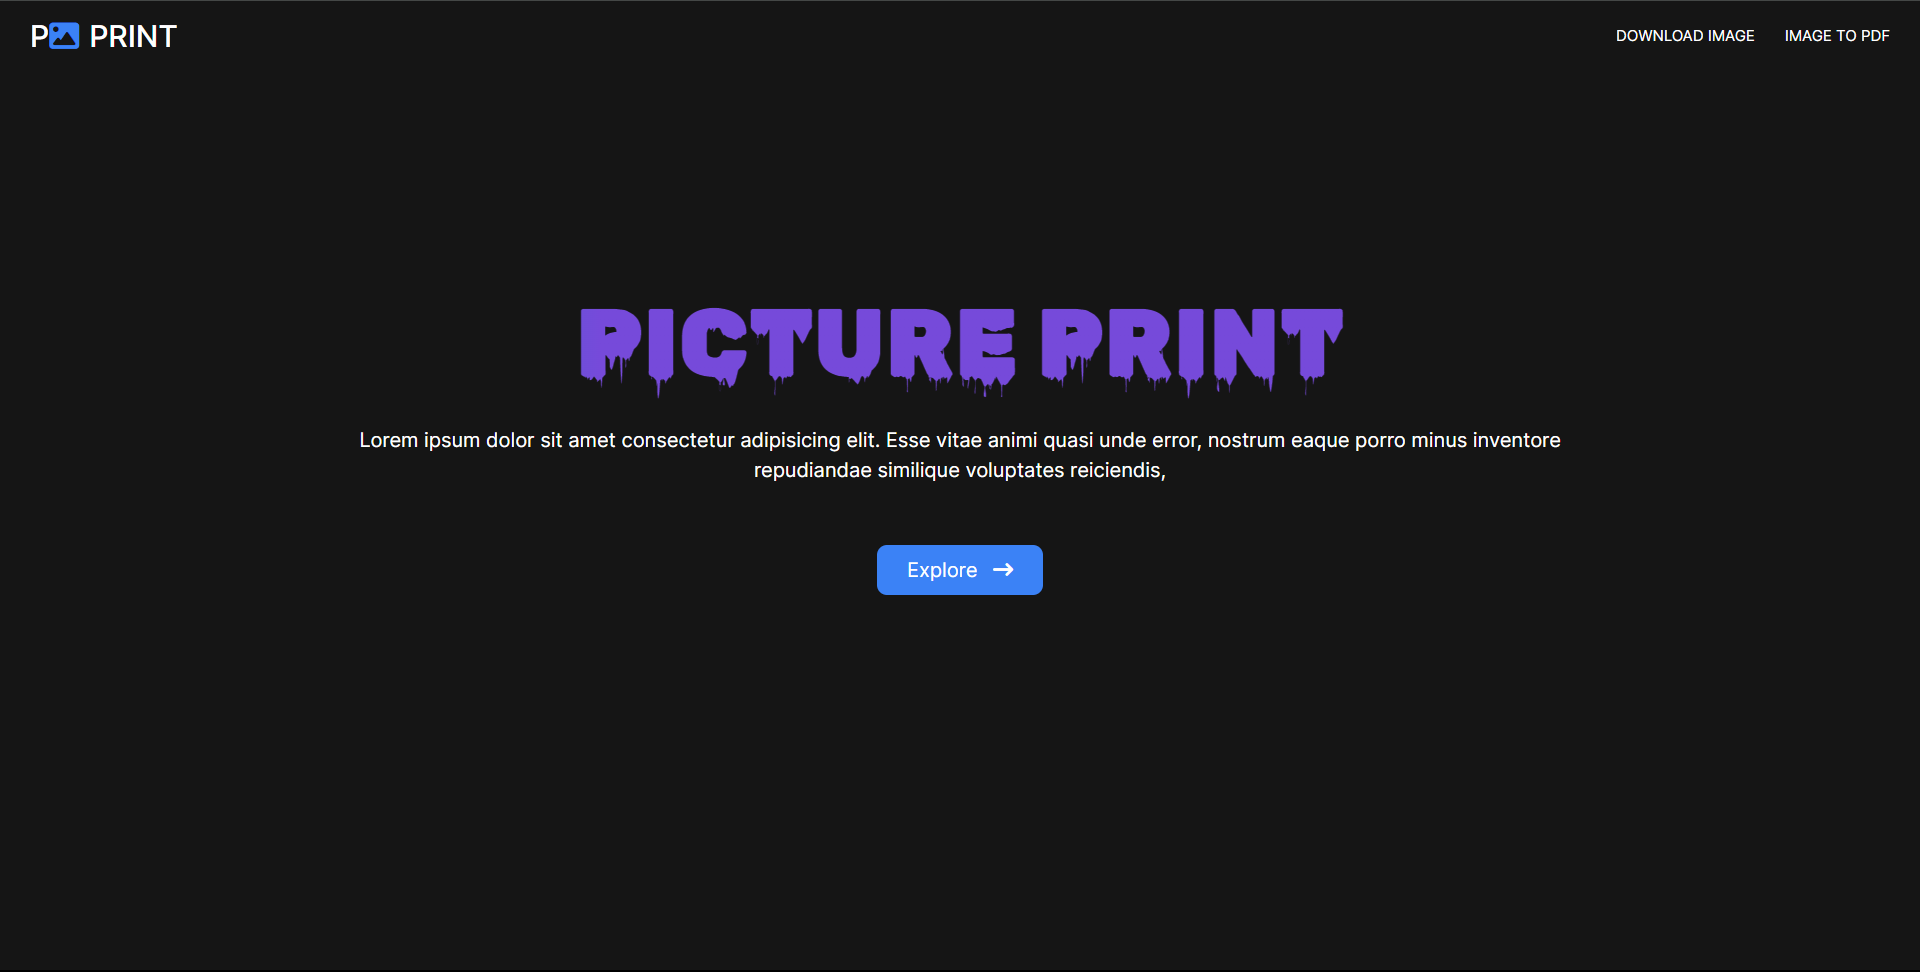 P PRINT
DOWNLOAD IMAGE
IMAGE TO PDF
PICTURE PRINT
Lorem ipsum dolor sit amet consectetur adipisicing elit. Esse vitae animi quasi unde error, nostrum eaque porro minus inventore
repudiandae similique voluptates reiciendis,
Explore